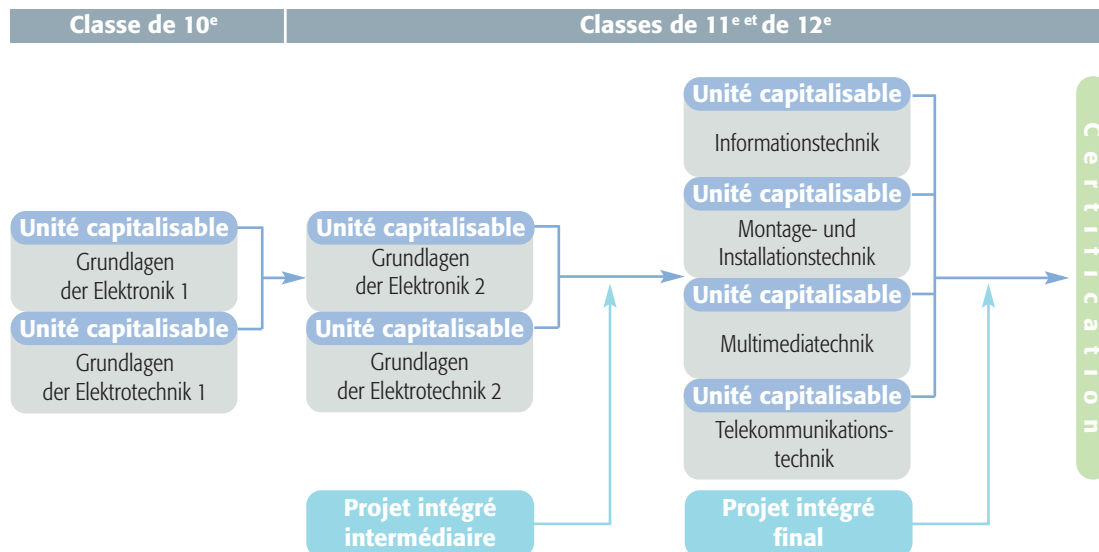 Classe de 10e
Classes de 11e et de 12e
Unité capitalisable
Grundlagen
der Elektronik 1
Unité capitalisable
Grundlagen
der Elektrotechnik 1
Unité capitalisable
Grundlagen
der Elektronik 2
Unité capitalisable
Grundlagen
der Elektrotechnik 2
Projet intégré
intermédiaire
Unité capitalisable
Informationstechnik
Unité capitalisable
Montage- und
Installationstechnik
Unité capitalisable
Multimediatechnik
Unité capitalisable
Telekommunikations-
technik
Projet intégré
final
Certification